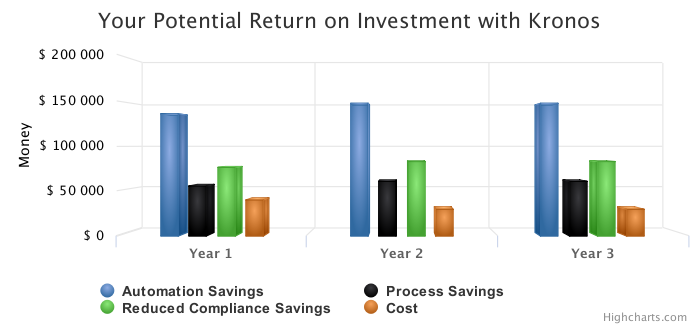 Your Potential Return on Investment with Kronos
$ 200 000
$ 150 000
$ 100 000
$ 50 000
$ 0
Money
Year 1 Year 2 Year 3
Automation Savings Process Savings
Reduced Compliance Savings Cost
Highcharts.com